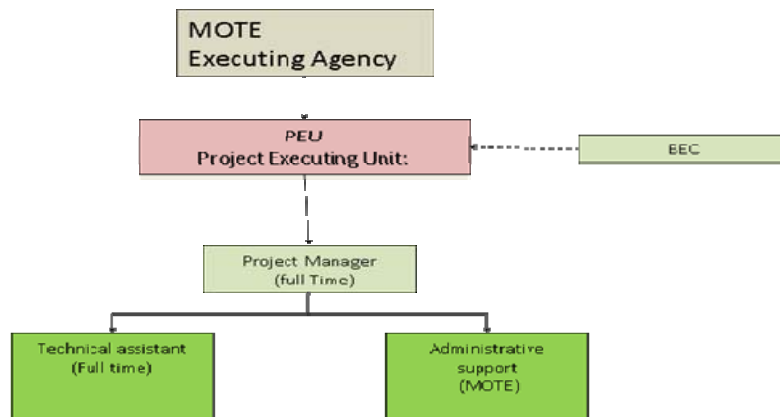 MOTE
Executing Agency
PEU
Project Executing Unit:
BEC
Project Manager
(full Time)
Technical assistant
(Full time)
Administrative
support
(MOTE)